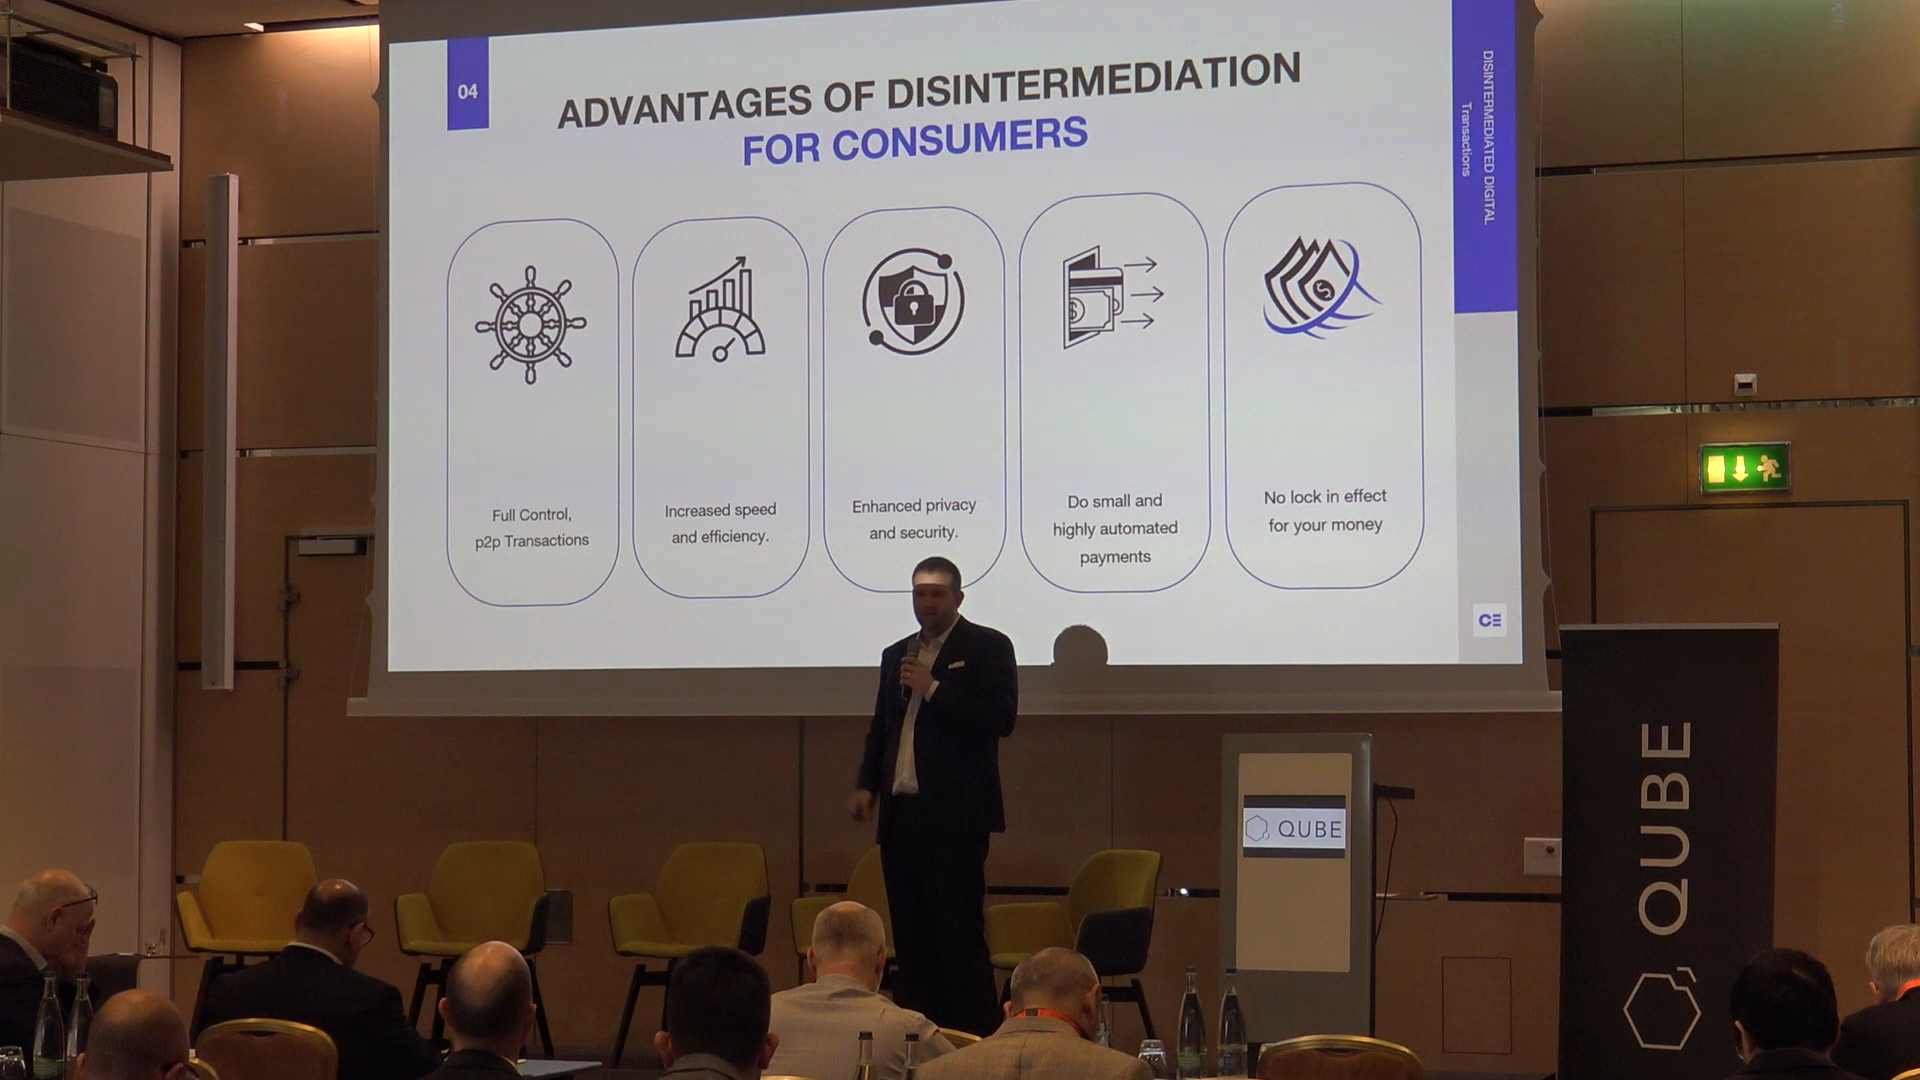 04
ADVANTAGES OF DISINTERMEDIATION
FOR CONSUMERS
DISINTERMEDIATED DIGITAL
Transactions
Full Control,
p2p Transactions
Increased speed
and efficiency.
Enhanced privacy
and security.
Do small and
highly automated
payments
No lock in effect
for your money
CE
QUBE
QUBE